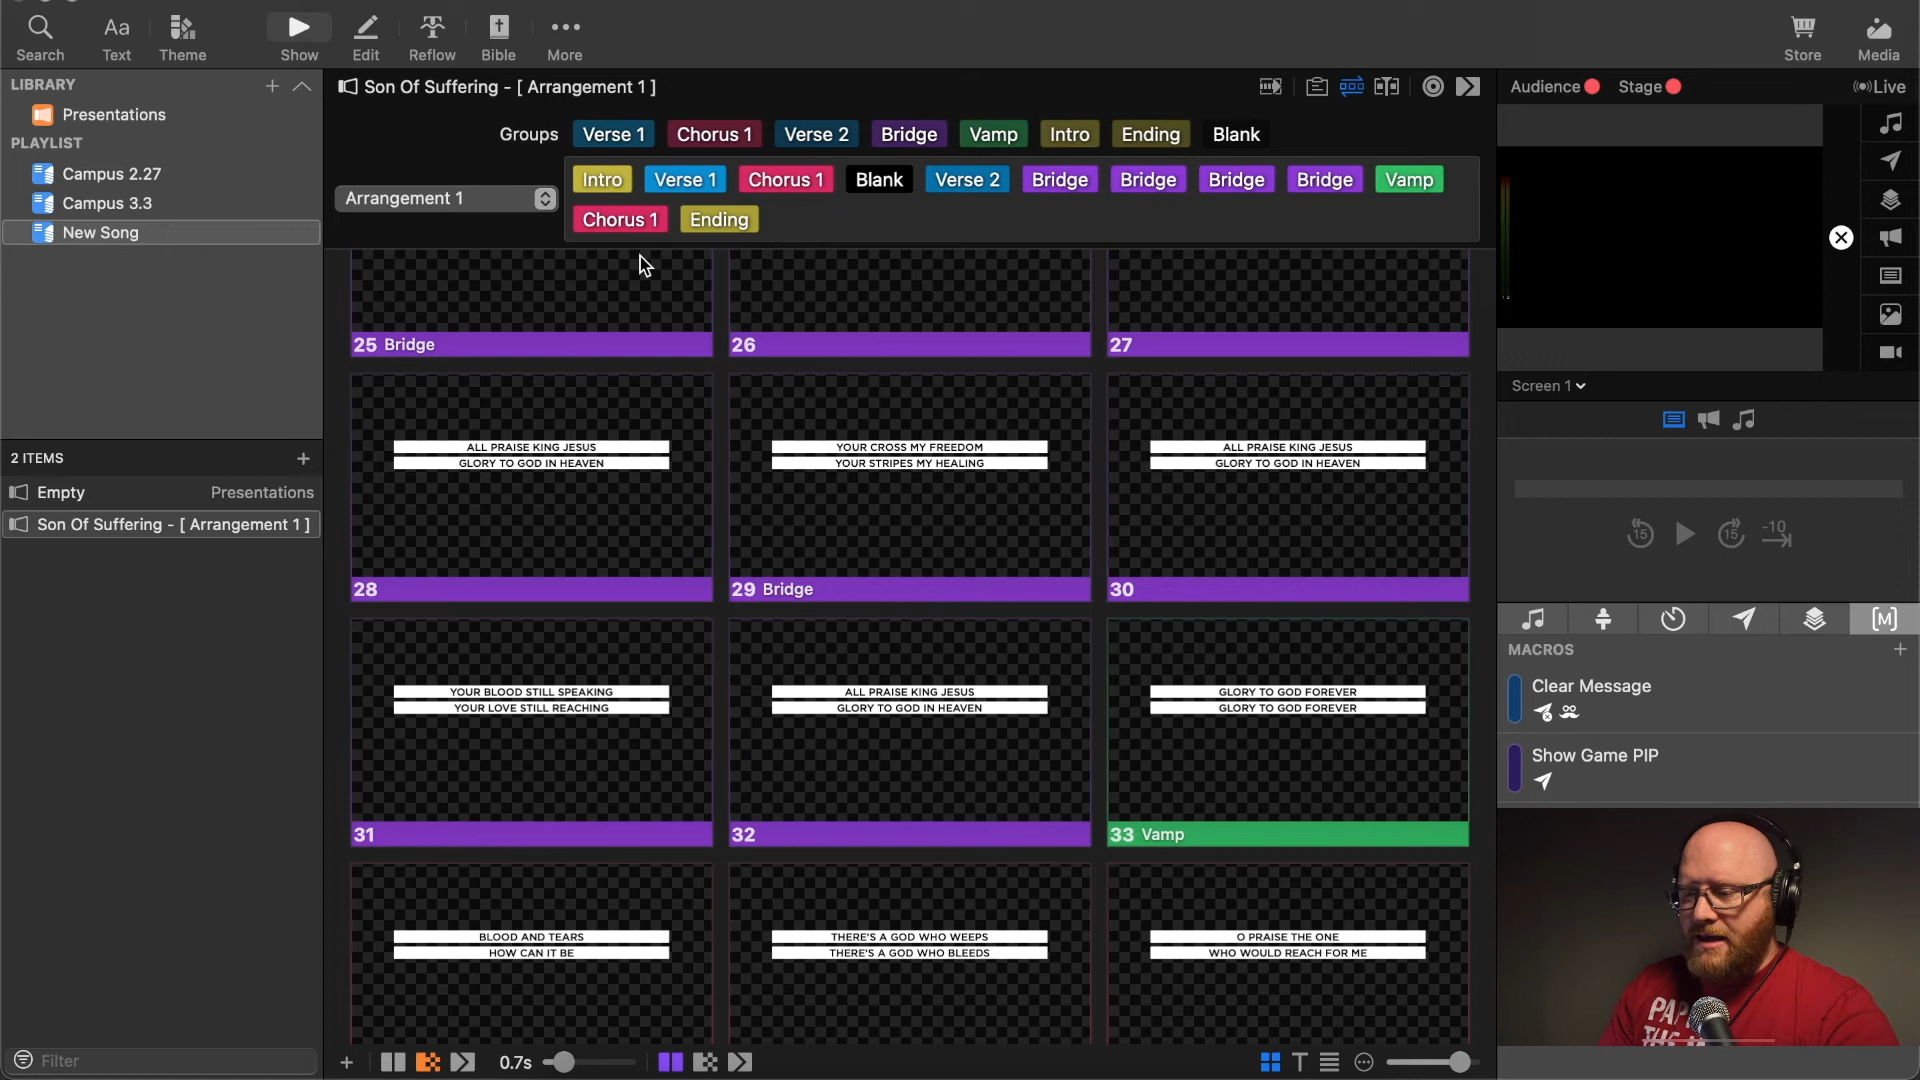 Search
Text
Theme
Show
Edit
Reflow
Bible
More
Store
Media
LIBRARY
Presentations
PLAYLIST
Campus 2.27
Campus 3.3
New Song
2 ITEMS
Empty Presentations
Son Of Suffering - [ Arrangement 1 ]
Filter
Son Of Suffering - [ Arrangement 1 ]
Groups Verse 1 Chorus 1 Verse 2 Bridge Vamp Intro Ending Blank
Arrangement 1
Intro Verse 1 Chorus 1 Blank Verse 2 Bridge Bridge Bridge Bridge Vamp
Chorus 1 Ending
25 Bridge
26
27
ALL PRAISE KING JESUS
GLORY TO GOD IN HEAVEN
28
YOUR CROSS MY FREEDOM
YOUR STRIPES MY HEALING
29 Bridge
ALL PRAISE KING JESUS
GLORY TO GOD IN HEAVEN
30
YOUR BLOOD STILL SPEAKING
YOUR LOVE STILL REACHING
31
ALL PRAISE KING JESUS
GLORY TO GOD IN HEAVEN
32
GLORY TO GOD FOREVER
GLORY TO GOD FOREVER
33 Vamp
BLOOD AND TEARS
HOW CAN IT BE
THERE'S A GOD WHO WEEPS
THERE'S A GOD WHO BLEEDS
O PRAISE THE ONE
WHO WOULD REACH FOR ME
0.7s
Audience Stage Live
Screen 1
15
15
-10
[M]
MACROS
Clear Message
Show Game PIP